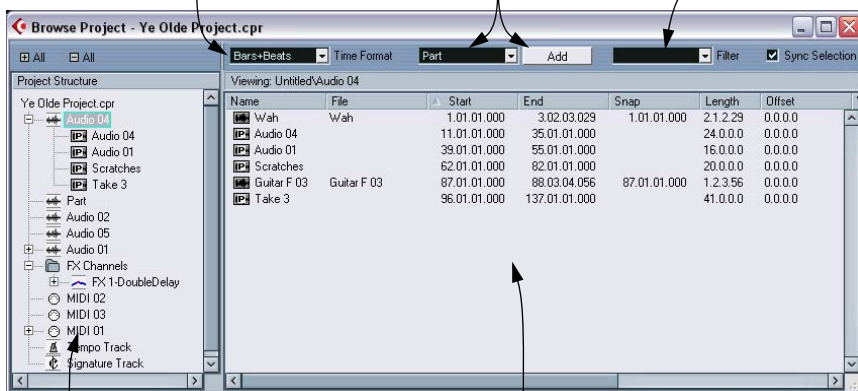 Browse Project - Ye Olde Project.cpr
All All Bars+Beats Time Format Part Add Filter Sync Selection
Project Structure
Viewing: Untitled\Audio 04
Ye Olde Project.cpr
Audio 04
Audio 04
Audio 01
Scratches
Take 3
Part
Audio 02
Audio 05
Audio 01
FX Channels
FX 1-DoubleDelay
MIDI 02
MIDI 03
MIDI 01
Tempo Track
Signature Track
Name File Start End Snap Length Offset
Wah Wah 1.01.01.000 3.02.03.029 1.01.01.000 2.1.2.29 0.0.0.0
Audio 04 11.01.01.000 35.01.01.000 24.0.0.0 0.0.0.0
Audio 01 39.01.01.000 55.01.01.000 16.0.0.0 0.0.0.0
Scratches 62.01.01.000 82.01.01.000 20.0.0.0 0.0.0.0
Guitar F 03 Guitar F 03 87.01.01.000 88.03.04.056 87.01.01.000 1.2.3.56 0.0.0.0
Take 3 96.01.01.000 137.01.01.000 41.0.0.0 0.0.0.0